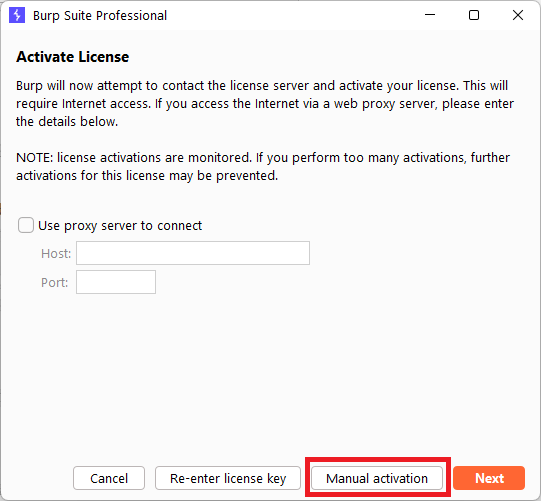 Burp Suite Professional
Activate License
Burp will now attempt to contact the license server and activate your license. This will
require Internet access. If you access the Internet via a web proxy server, please enter
the details below.
NOTE: license activations are monitored. If you perform too many activations, further
activations for this license may be prevented.
Use proxy server to connect
Host:
Port:
Cancel
Re-enter license key
Manual activation
Next